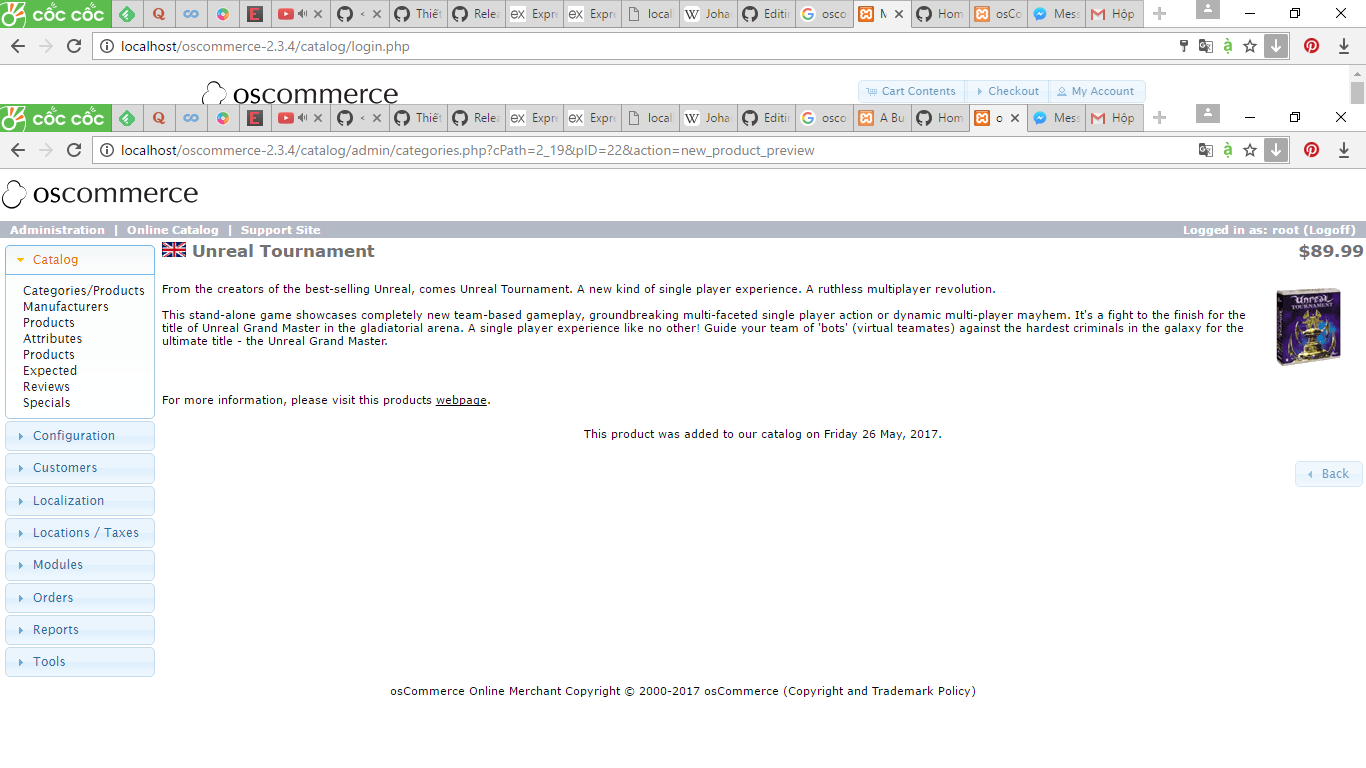 cốc cốc
Thiết
Relea
Expre
Expre
local
Joha
Editin
osco
M
Hom
osCo
Mess
Hộp
localhost/oscommerce-2.3.4/catalog/login.php
oscommerce
Cart Contents
Checkout
My Account
cốc cốc
Thiết
Relea
Expre
Expre
local
Joha
Editin
osco
A Bu
Hom
o
Mess
Hộp
localhost/oscommerce-2.3.4/catalog/admin/categories.php?cPath=2_19&pID=22&action=new_product_preview
oscommerce
Administration | Online Catalog | Support Site
Logged in as: root (Logoff)
Catalog
Categories/Products
Manufacturers
Products
Attributes
Products
Expected
Reviews
Specials
Configuration
Customers
Localization
Locations / Taxes
Modules
Orders
Reports
Tools
Unreal Tournament
$89.99
From the creators of the best-selling Unreal, comes Unreal Tournament. A new kind of single player experience. A ruthless multiplayer revolution.
This stand-alone game showcases completely new team-based gameplay, groundbreaking multi-faceted single player action or dynamic multi-player mayhem. It's a fight to the finish for the
title of Unreal Grand Master in the gladiatorial arena. A single player experience like no other! Guide your team of 'bots' (virtual teamates) against the hardest criminals in the galaxy for the
ultimate title - the Unreal Grand Master.
Unreal
TOURNAMENT
For more information, please visit this products webpage.
This product was added to our catalog on Friday 26 May, 2017.
Back
osCommerce Online Merchant Copyright © 2000-2017 osCommerce (Copyright and Trademark Policy)